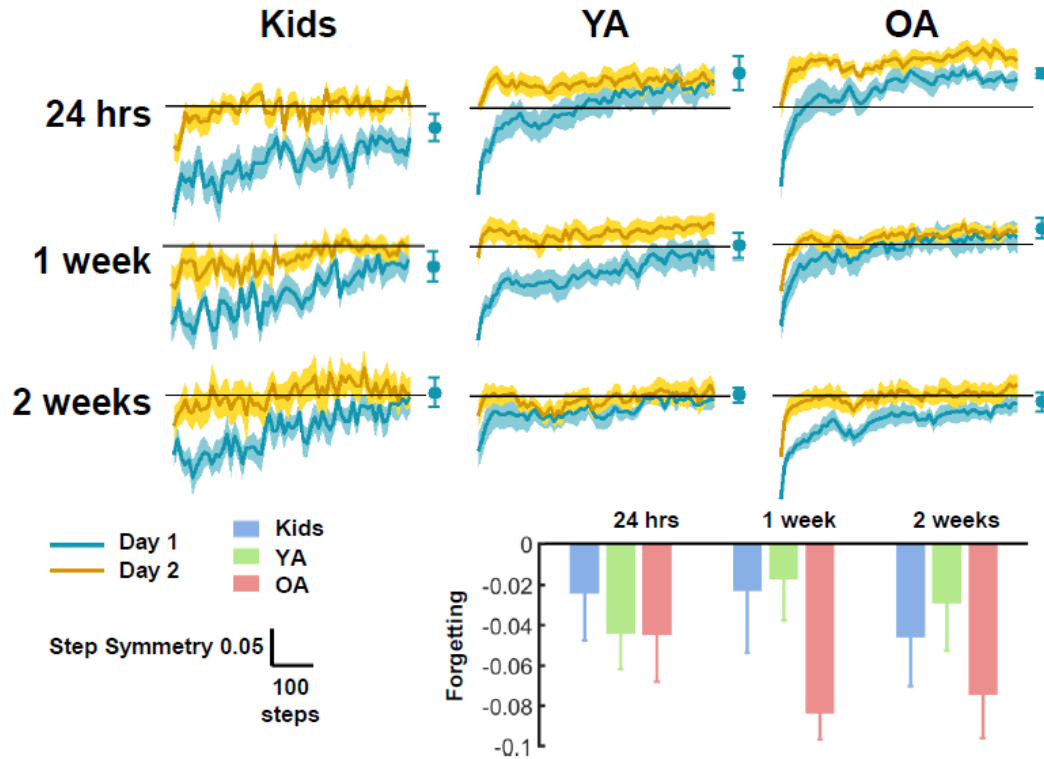 Kids YA OA
24 hrs
1 week
2 weeks
Day 1
Day 2
Kids
YA
OA
Step Symmetry 0.05
100
steps
24 hrs 1 week 2 weeks
Forgetting
0
-0.02
-0.04
-0.06
-0.08
-0.1